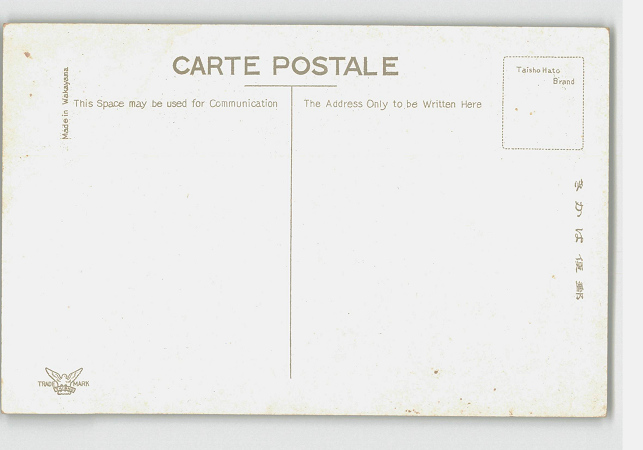 CARTE POSTALE
Made in Wakayama
This Space may be used for Communication
The Address Only to be Written Here
Taisho Hato
Brand
郵便はかき
TRADE MARK